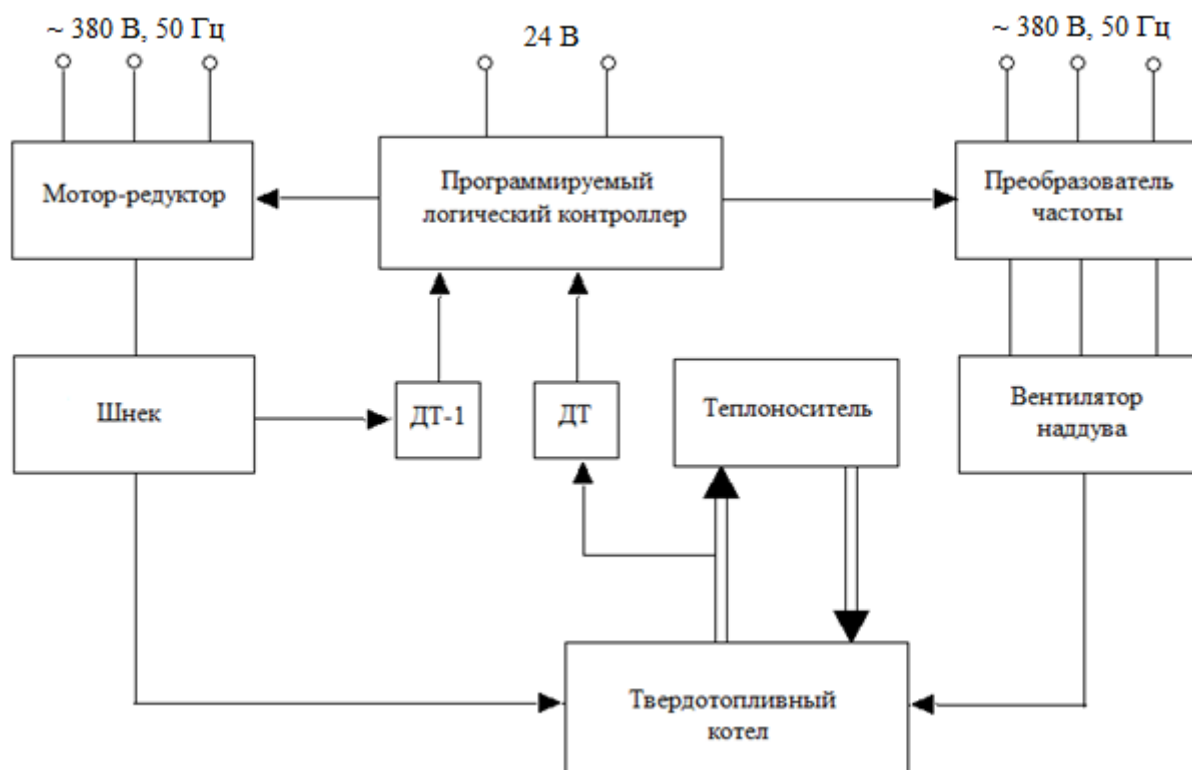 ~ 380 В, 50 Гц
24 В
~ 380 В, 50 Гц
Мотор-редуктор
Программируемый
логический контроллер
Преобразователь
частоты
Шнек
ДТ-1
ДТ
Теплоноситель
Вентилятор
наддува
Твердотопливный
котел